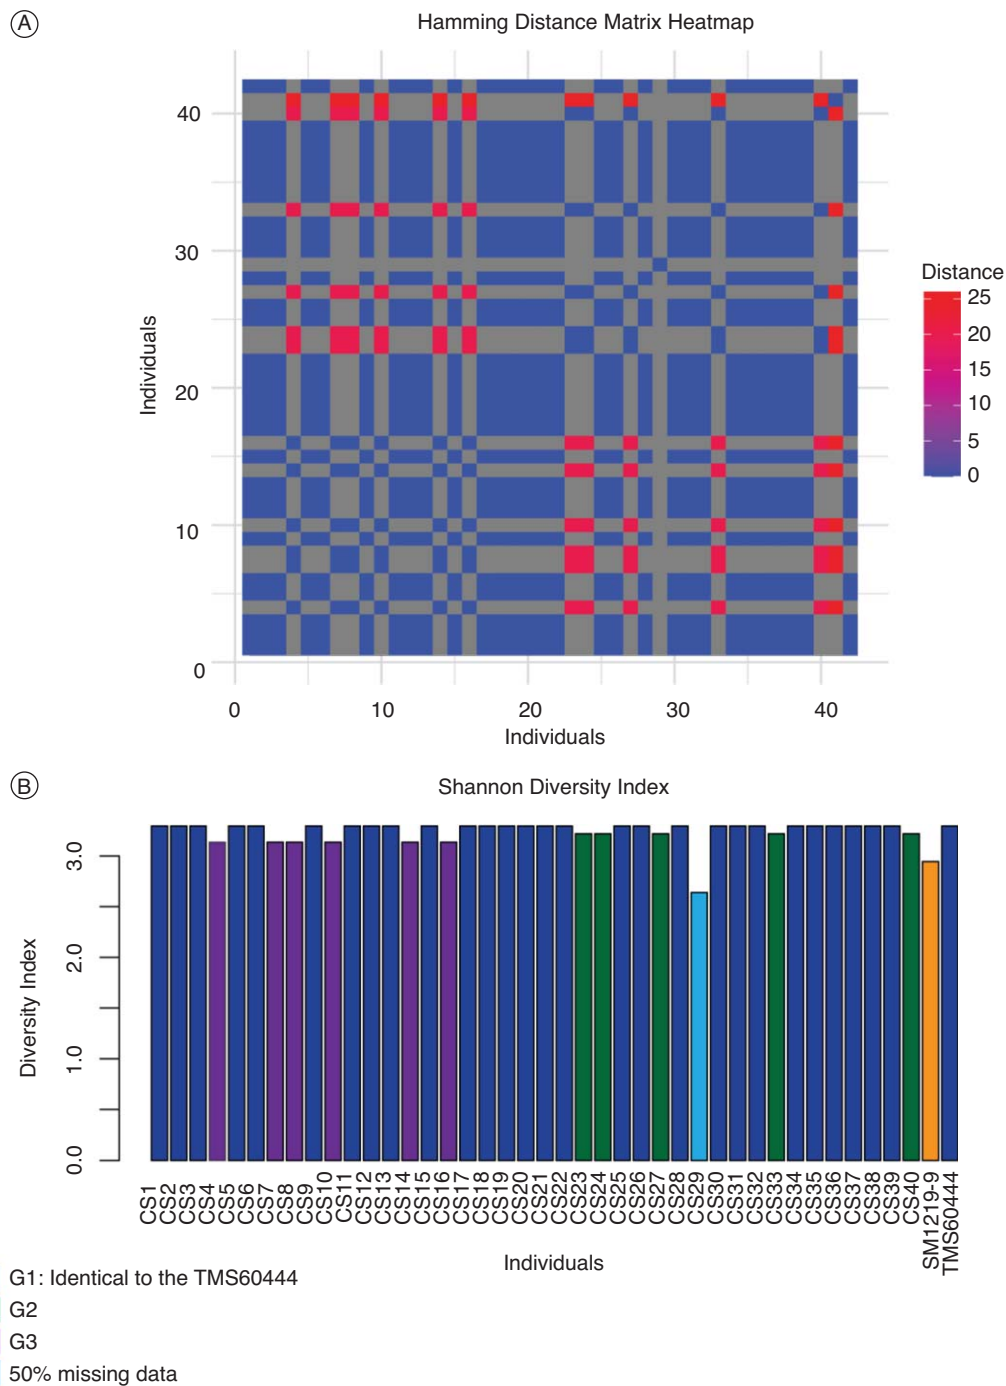 A
Hamming Distance Matrix Heatmap
40
30
20
10
0
Individuals
0 10 20 30 40
Individuals
Distance
25
20
15
10
5
0
B
Shannon Diversity Index
3.0
2.0
1.0
0.0
Diversity Index
CS1
CS2
CS3
CS4
CS5
CS6
CS7
CS8
CS9
CS10
CS11
CS12
CS13
CS14
CS15
CS16
CS17
CS18
CS19
CS20
CS21
CS22
CS23
CS24
CS25
CS26
CS27
CS28
CS29
CS30
CS31
CS32
CS33
CS34
CS35
CS36
CS37
CS38
CS39
CS40
SM1219-9
TMS60444
Individuals
G1: Identical to the TMS60444
G2
G3
50% missing data